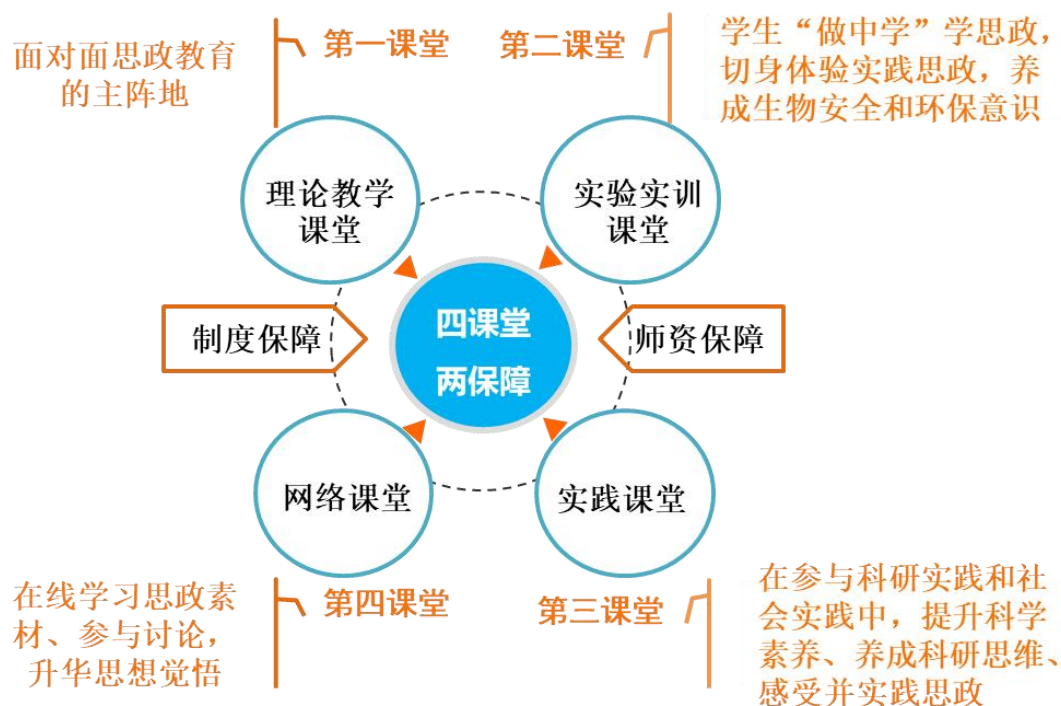 第一课堂
面对面思政教育
的主阵地
理论教学
课堂
第二课堂
学生“做中学”学思政，
切身体验实践思政，养
成生物安全和环保意识
实验实训
课堂
制度保障
四课堂
两保障
师资保障
网络课堂
第四课堂
在线学习思政素
材、参与讨论，
升华思想觉悟
实践课堂
第三课堂
在参与科研实践和社
会实践中，提升科学
素养、养成科研思维、
感受并实践思政